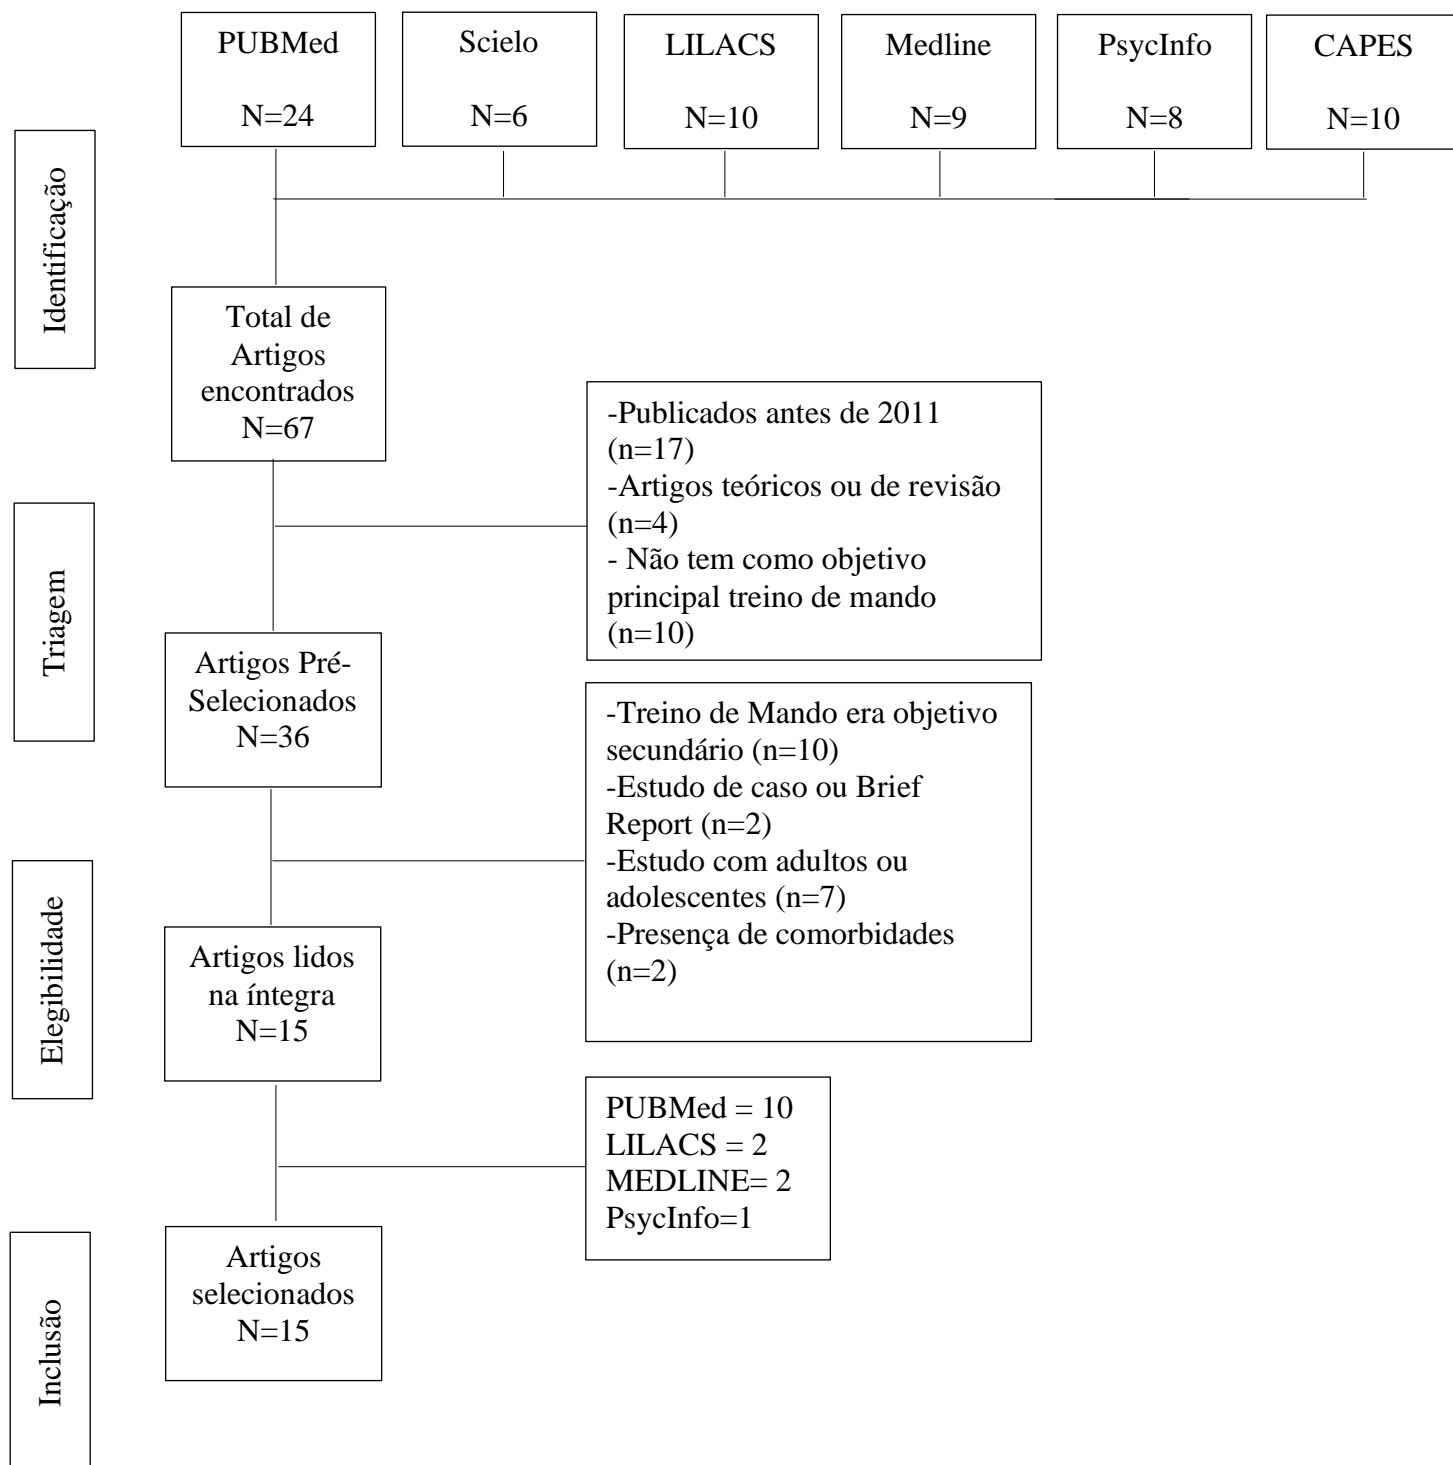 PUBMed
N=24
Scielo
N=6
LILACS
N=10
Medline
N=9
PsycInfo
N=8
CAPES
N=10
Identificação
Total de
Artigos
encontrados
N=67
-Publicados antes de 2011
(n=17)
-Artigos teóricos ou de revisão
(n=4)
- Não tem como objetivo
principal treino de mando
(n=10)
Triagem
Artigos Pré-
Selecionados
N=36
-Treino de Mando era objetivo
secundário (n=10)
-Estudo de caso ou Brief
Report (n=2)
-Estudo com adultos ou
adolescentes (n=7)
-Presença de comorbidades
(n=2)
Elegibilidade
Artigos lidos
na íntegra
N=15
PUBMed = 10
LILACS = 2
MEDLINE= 2
PsycInfo=1
Inclusão
Artigos
selecionados
N=15